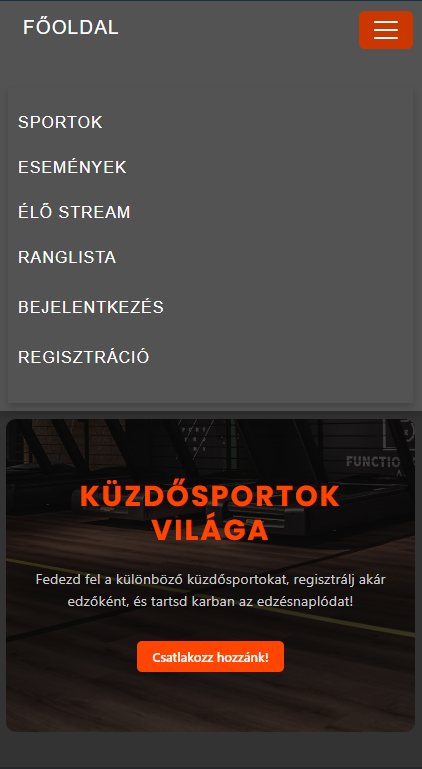 FŐOLDAL
SPORTOK
ESEMÉNYEK
ÉLŐ STREAM
RANGLISTA
BEJELENTKEZÉS
REGISZTRÁCIÓ
KÜZDŐSPORTOK
VILÁGA
Fedezd fel a különböző küzdősportokat, regisztrálj akár
edzőként, és tartsd karban az edzésnaplódat!
Csatlakozz hozzánk!